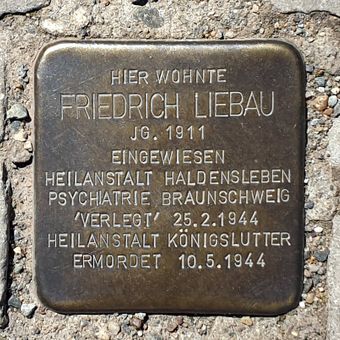 HIER WOHNTE
FRIEDRICH LIEBAU
JG. 1911
EINGEWIESEN
HEILANSTALT HALDENSLEBEN
PSYCHIATRIE BRAUNSCHWEIG
'VERLEGT' 25.2.1944
HEILANSTALT KÖNIGSLUTTER
ERMORDET 10.5.1944